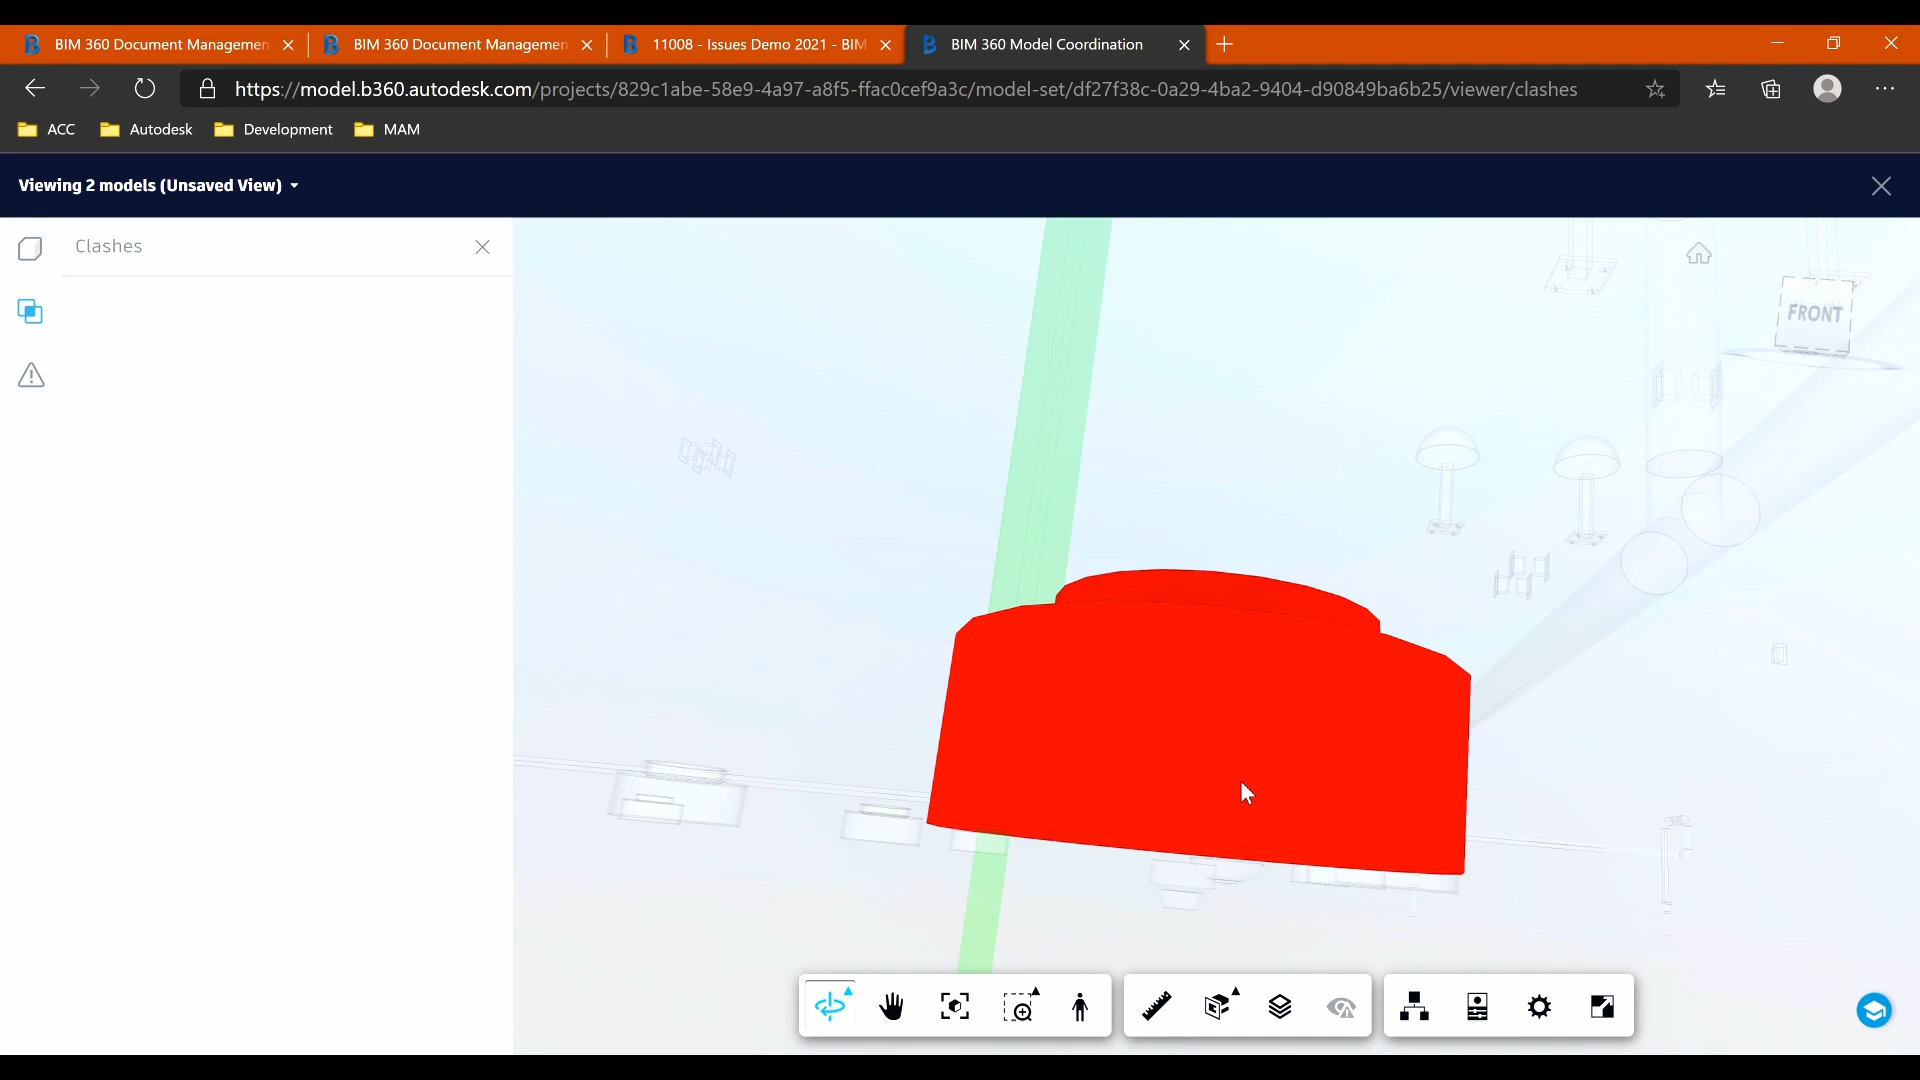 BIM 360 Document Managemen
BIM 360 Document Managemen
11008 - Issues Demo 2021 - BIM
BIM 360 Model Coordination
https://model.b360.autodesk.com/projects/829c1abe-58e9-4a97-a8f5-ffac0cef9a3c/model-set/df27f38c-0a29-4ba2-9404-d90849ba6b25/viewer/clashes
ACC
Autodesk
Development
MAM
Viewing 2 models (Unsaved View)
Clashes
FRONT